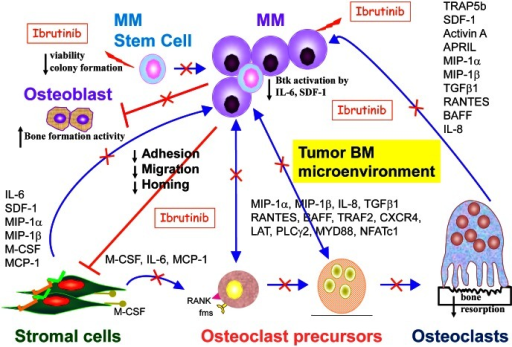 Ibrutinib
MM
Stem Cell
viability
colony formation
MM
Ibrutinib
Btk activation by
IL-6, SDF-1
TRAP5b
SDF-1
Activin A
APRIL
MIP-1α
MIP-1β
TGFβ1
RANTES
BAFF
IL-8
Ibrutinib
Osteoblast
Bone formation activity
Adhesion
Migration
Homing
Tumor BM
microenvironment
Ibrutinib
IL-6
SDF-1
MIP-1α
MIP-1β
M-CSF
MCP-1
MIP-1α, MIP-1β, IL-8, TGFβ1
RANTES, BAFF, TRAF2, CXCR4,
LAT, PLCγ2, MYD88, NFATc1
M-CSF, IL-6, MCP-1
M-CSF
RANK
fms
bone
resorption
Stromal cells
Osteoclast precursors
Osteoclasts